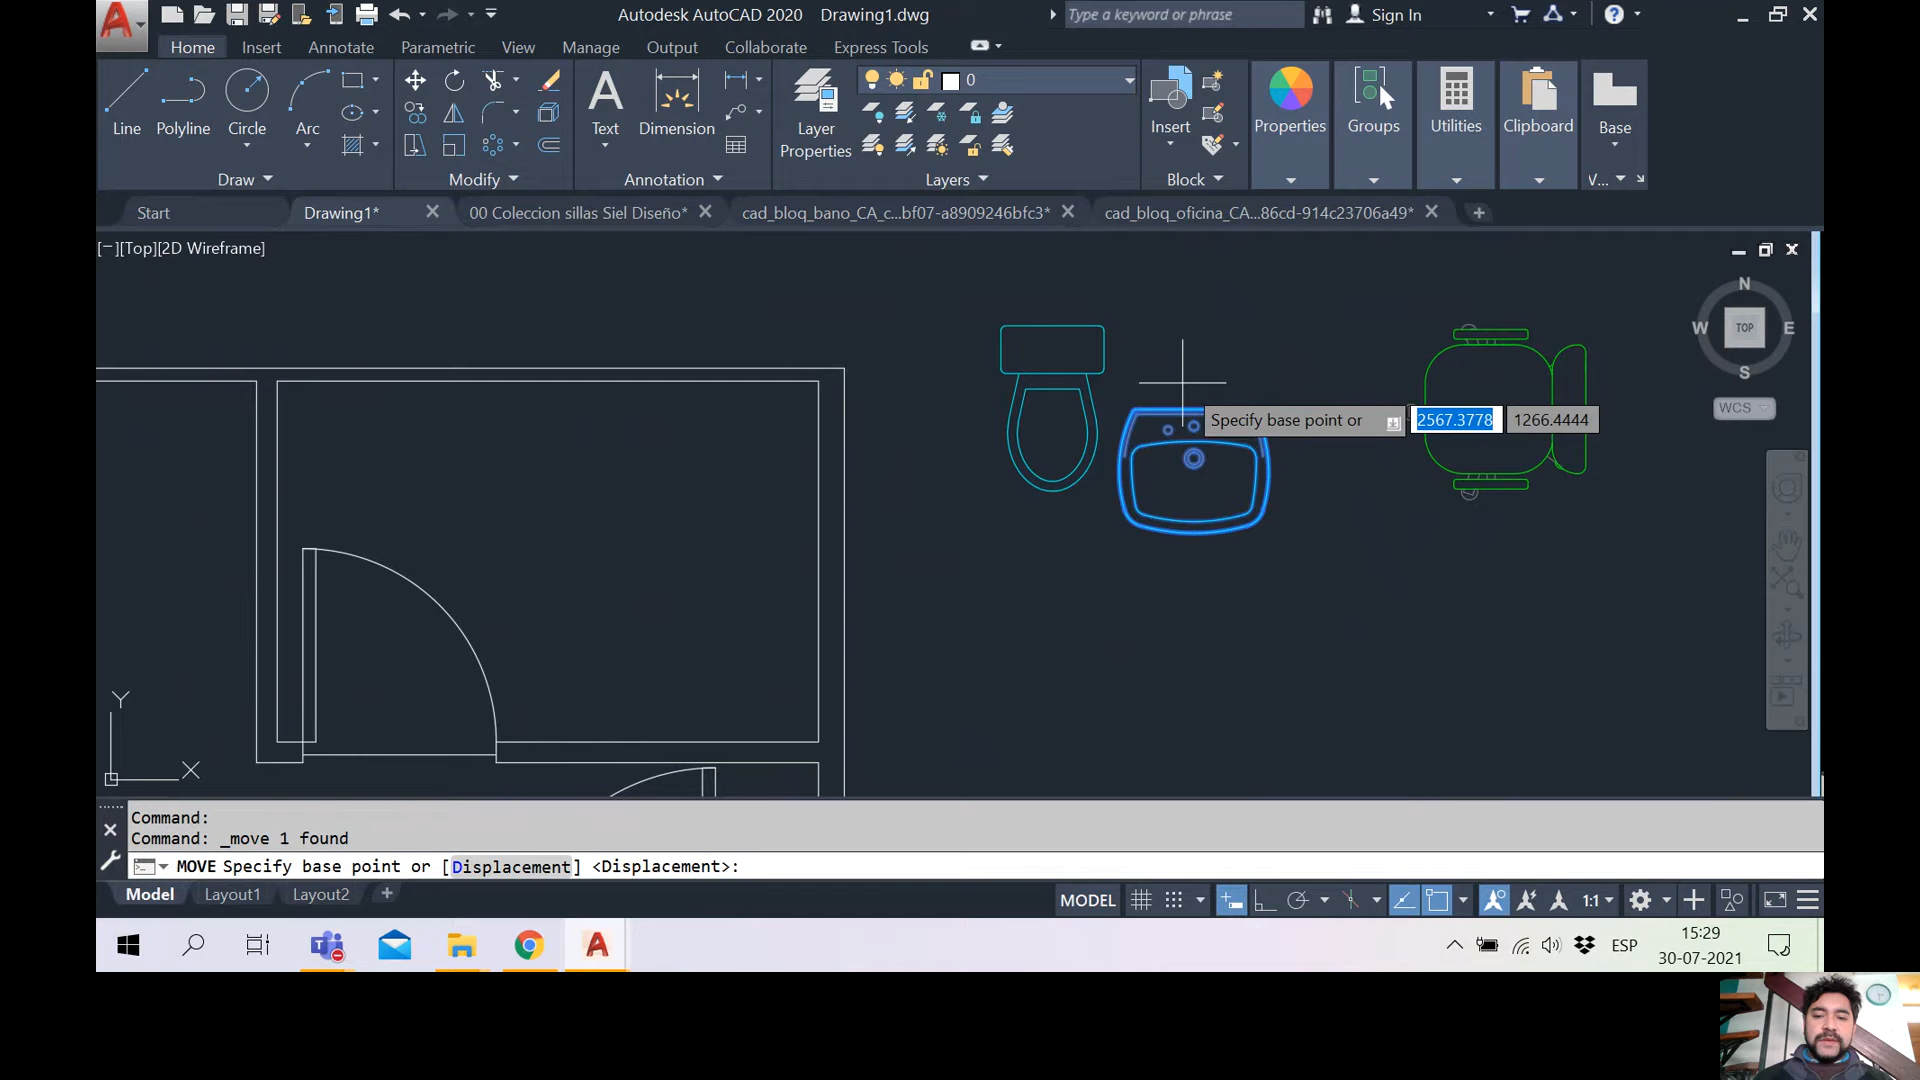 Autodesk AutoCAD 2020 Drawing1.dwg
Type a keyword or phrase
Sign In
Home Insert Annotate Parametric View Manage Output Collaborate Express Tools
Line Polyline Circle Arc
Text Dimension
Layer
Properties
0
Insert
Properties Groups Utilities Clipboard Base
Draw Modify Annotation Layers Block V...
Start Drawing1* 00 Coleccion sillas Siel Diseño* cad_bloq_bano_CA_c...bf07-a8909246bfc3* cad_bloq_oficina_CA...86cd-914c23706a49*
[−][Top][2D Wireframe]
N
W TOP E
S
WCS
Specify base point or 2567.3778 1266.4444
Y
X
Command:
Command: _move 1 found
MOVE Specify base point or [Displacement] <Displacement>:
Model Layout1 Layout2
MODEL 1:1
ESP
15:29
30-07-2021